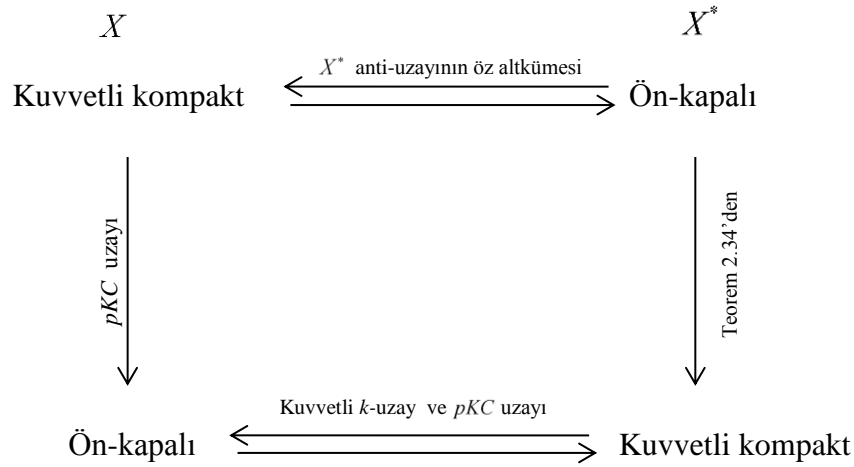 X X*
X* anti-uzayının öz altkümesi
Kuvvetli kompakt Ön-kapalı
pKC uzayı
Teorem 2.34'den
Kuvvetli k-uzay ve pKC uzayı
Ön-kapalı Kuvvetli kompakt